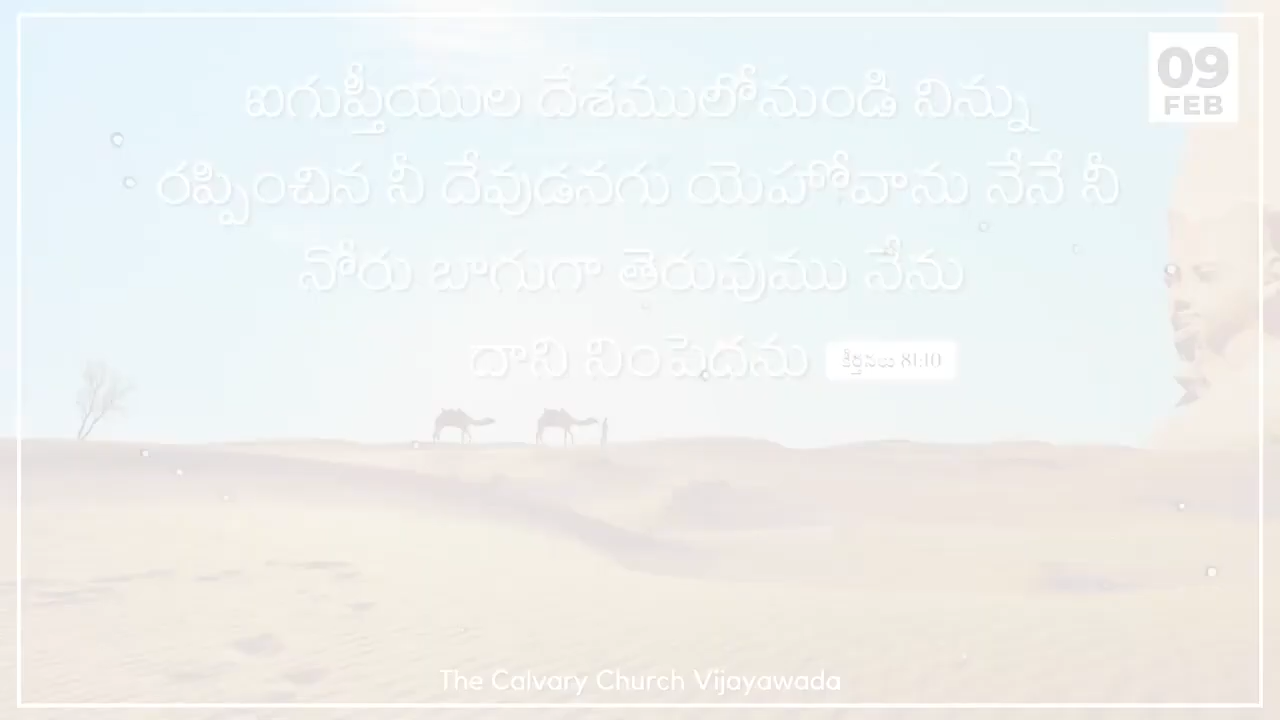 ఐగుప్తీయుల దేశములోనుండి నిన్ను
09
FEB
రప్పించిన నీ దేవుడనగు యెహోవాను నేనే నీ
నోరు బాగుగా తెరువుము నేను
దాని నింపెదను కీర్తనలు 81:10
The Calvary Church Vijayawada